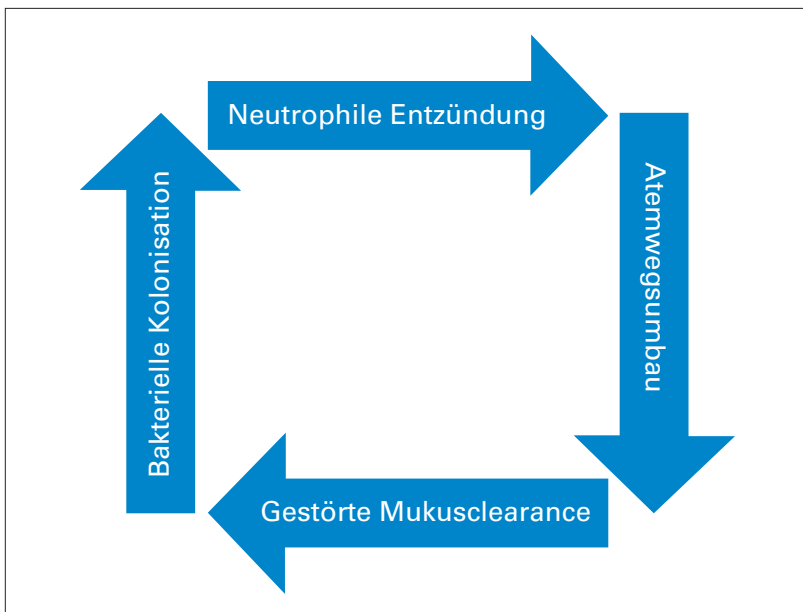 Neutrophile Entzündung
Atemwegsumbau
Gestörte Mukusclearance
Bakterielle Kolonisation